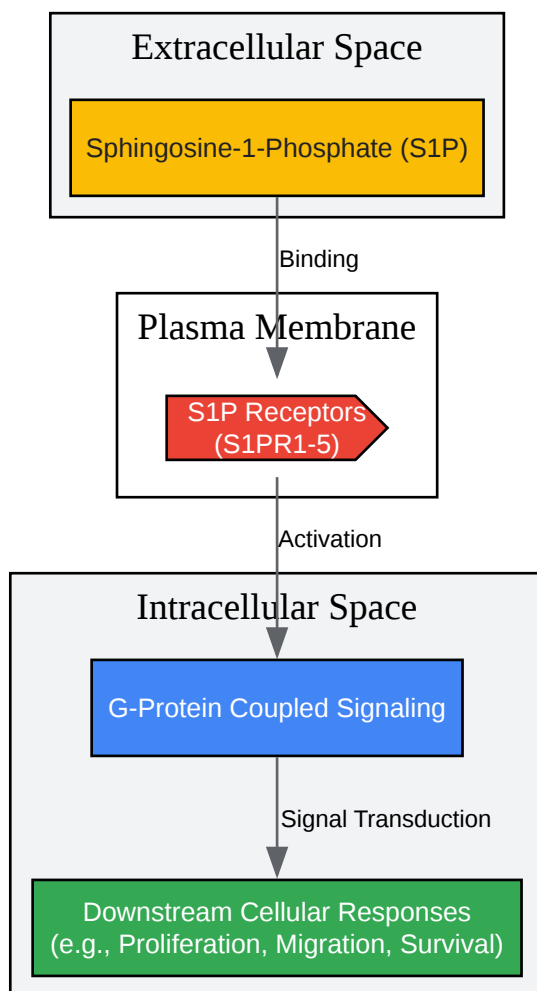 Extracellular Space
Sphingosine-1-Phosphate (S1P)
Binding
Plasma Membrane
S1P Receptors
(S1PR1-5)
Activation
Intracellular Space
G-Protein Coupled Signaling
Signal Transduction
Downstream Cellular Responses
(e.g., Proliferation, Migration, Survival)